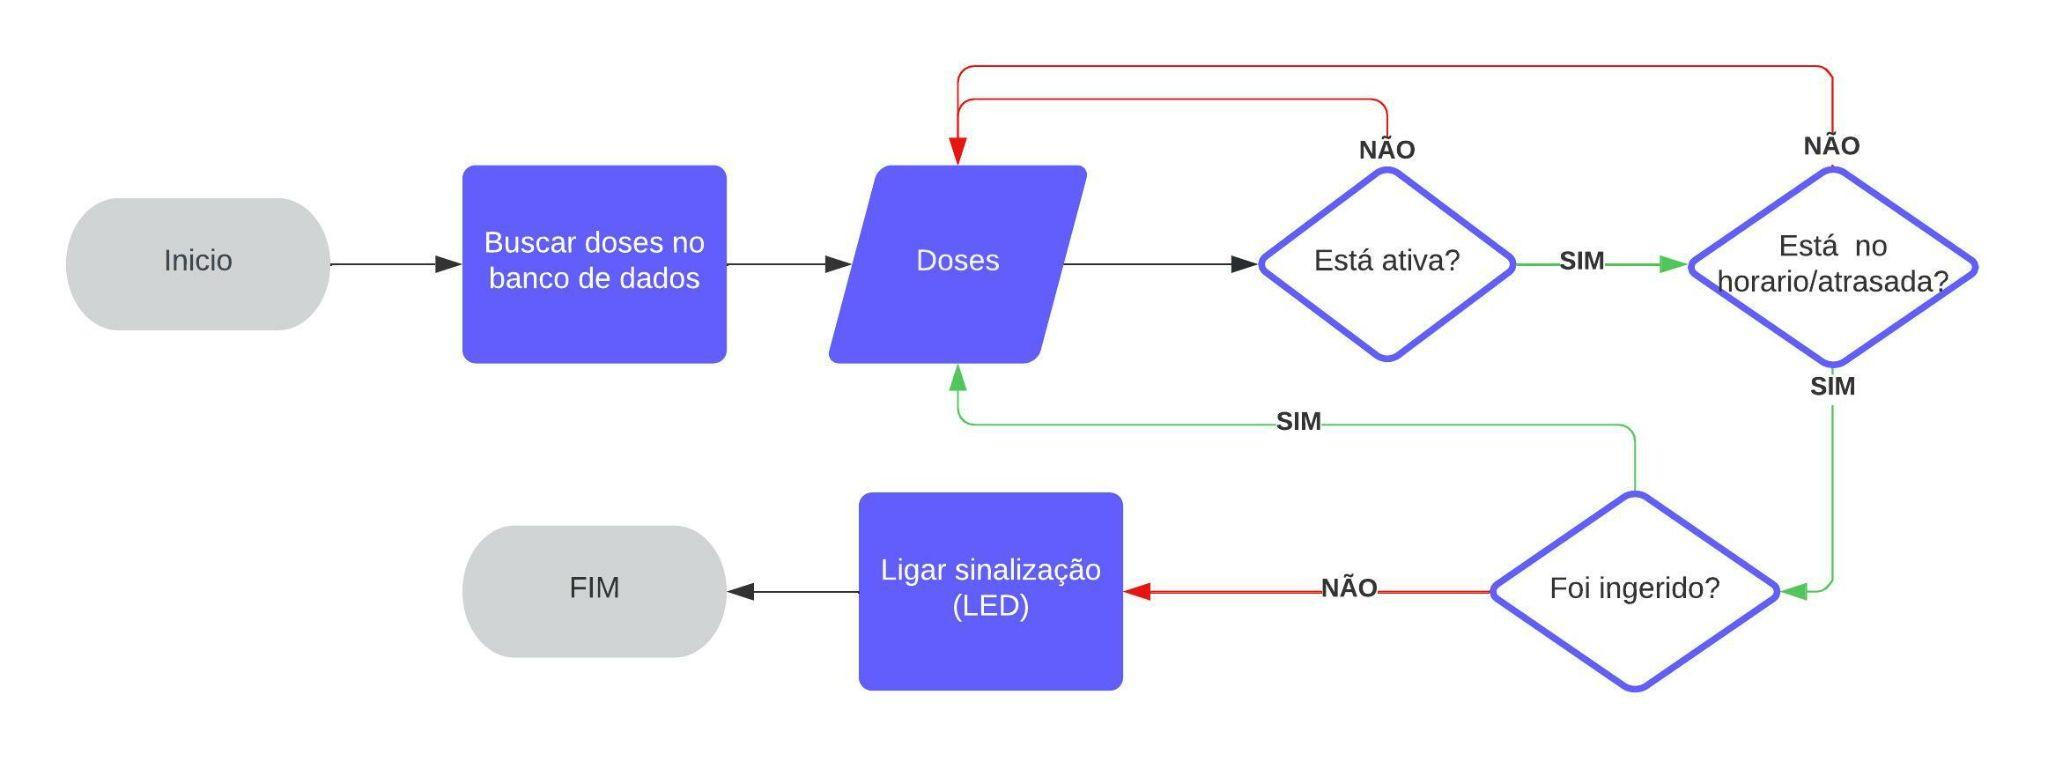 NÃO
NÃO
Inicio
Buscar doses no
banco de dados
Doses
Está ativa?
SIM
Está  no
horario/atrasada?
SIM
SIM
FIM
Ligar sinalização
(LED)
NÃO
Foi ingerido?